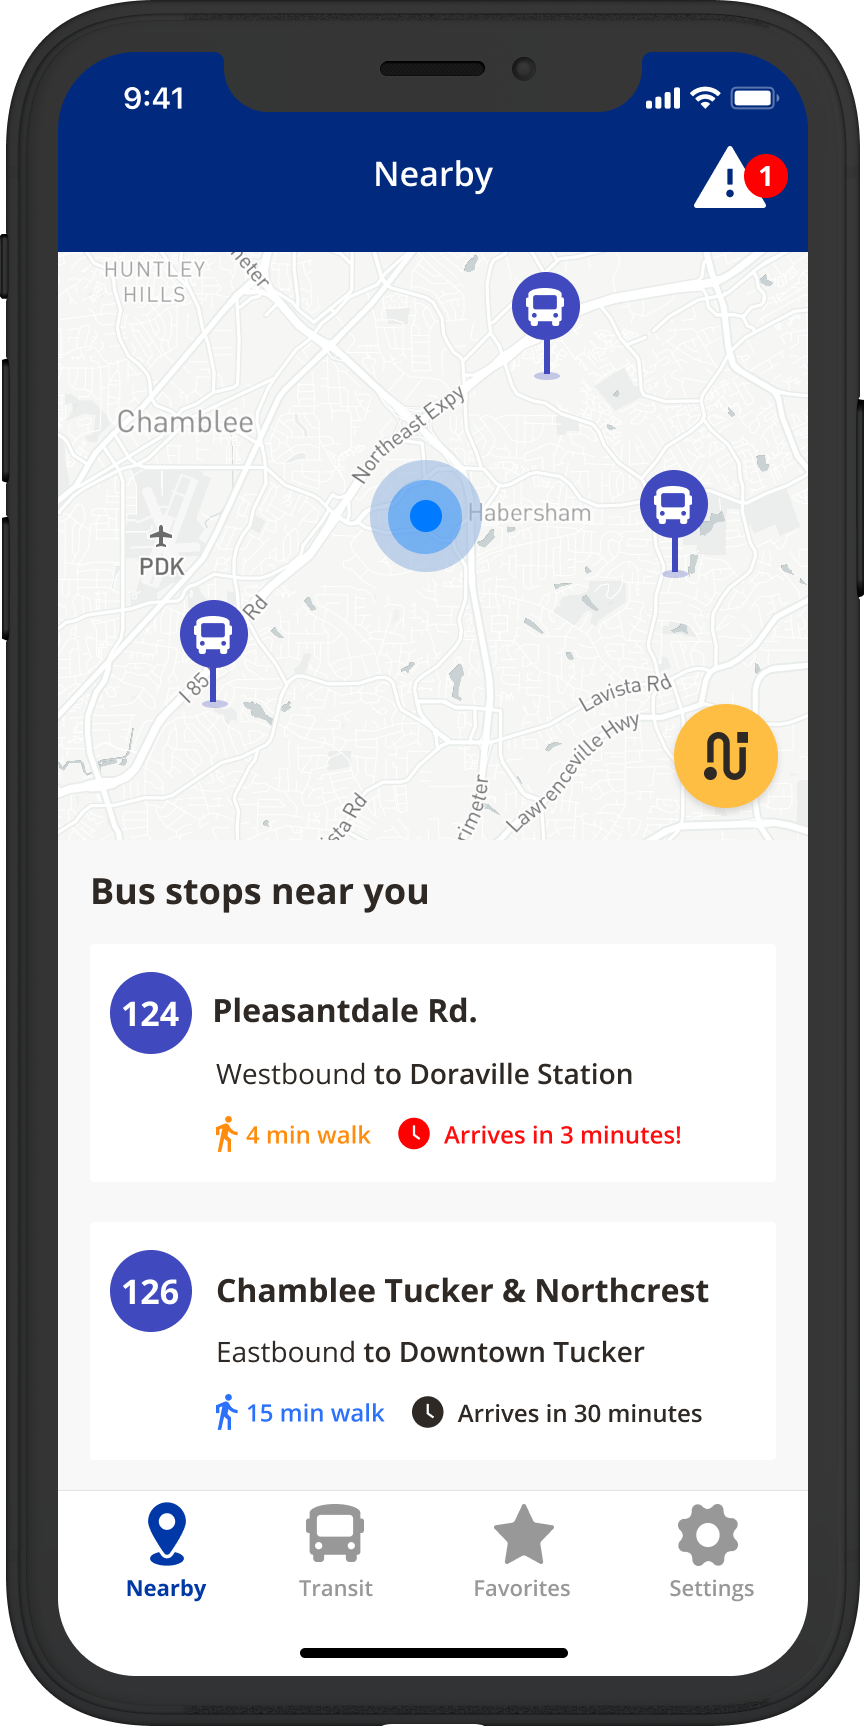 9:41
Nearby
1
HUNTLEY
HILLS
meter
Chamblee
Northeast Expy
Habersham
PDK
Rd
I 85
Lavista Rd
Lawrenceville Hwy
sta Rd
rimeter
Bus stops near you
124
Pleasantdale Rd.
Westbound to Doraville Station
4 min walk
Arrives in 3 minutes!
126
Chamblee Tucker & Northcrest
Eastbound to Downtown Tucker
15 min walk
Arrives in 30 minutes
Nearby
Transit
Favorites
Settings